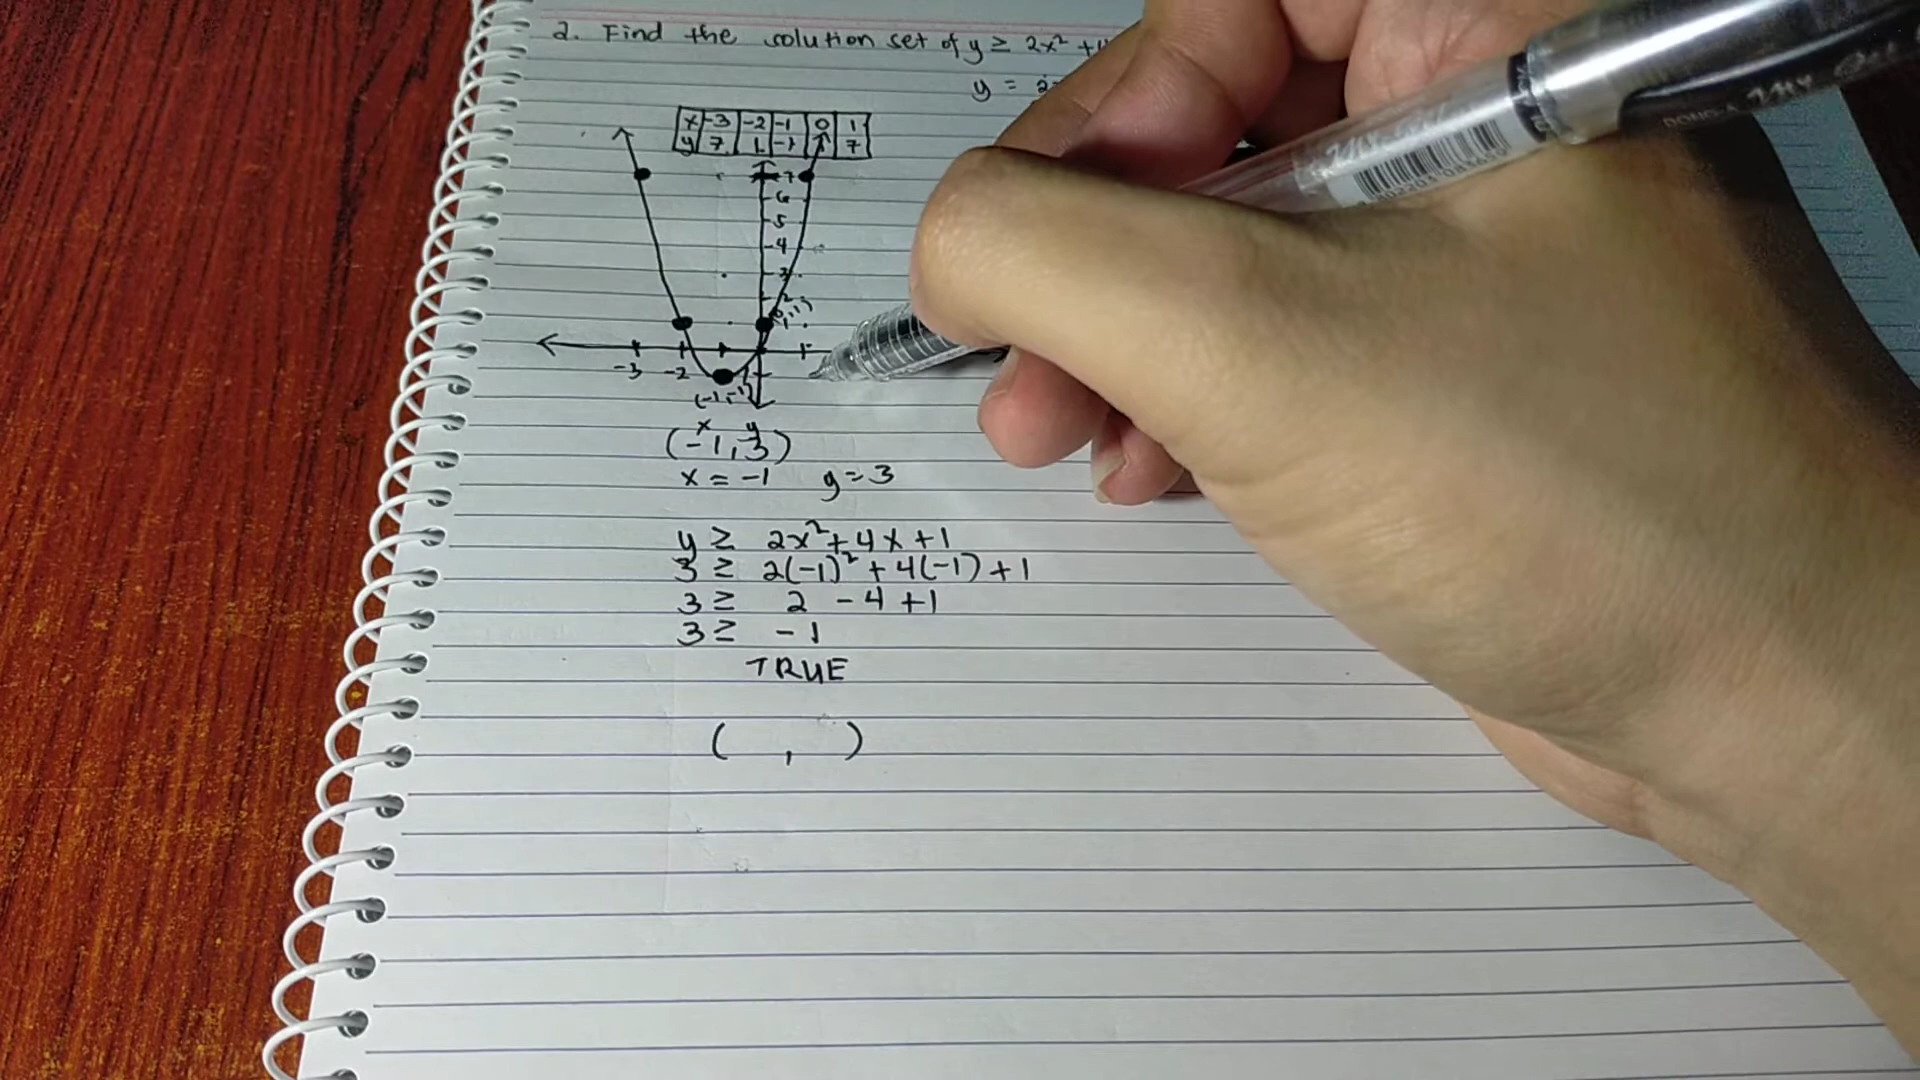 2. Find the solution set of y ≥ 2x² +4
y = 2
x -3 -2 -1 0 1
y 7 1 -1 1 7
7
6
5
4
3
2
1
-3 -2
(-1,-1)
x y
(-1, 3)
x = -1 y = 3
y ≥ 2x² + 4x + 1
3 ≥ 2(-1)² + 4(-1) + 1
3 ≥ 2 - 4 + 1
3 ≥ -1
TRUE
( , )